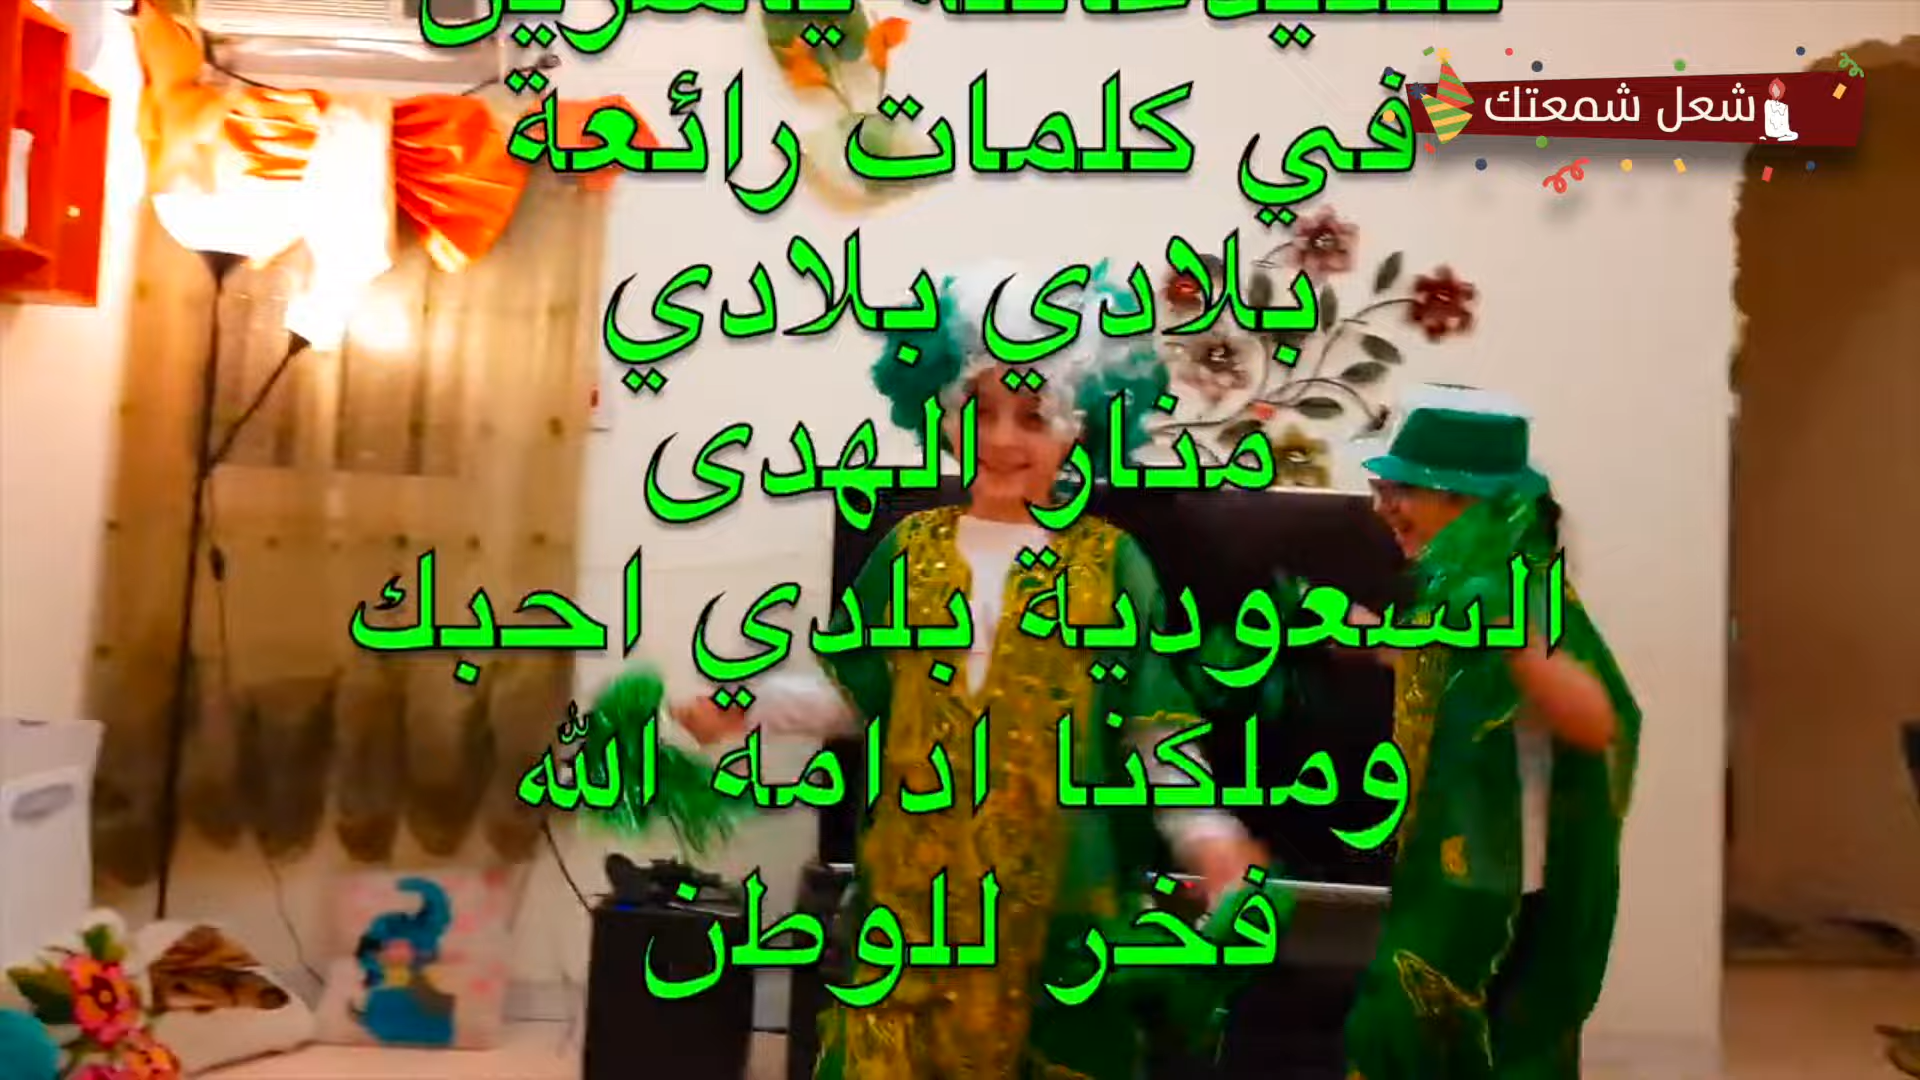 في كلمات رائعة
شعل شمعتك
بلادي بلادي
منار الهدى
السعودية بلدي احبك
وملكنا ادامه الله
فخر للوطن